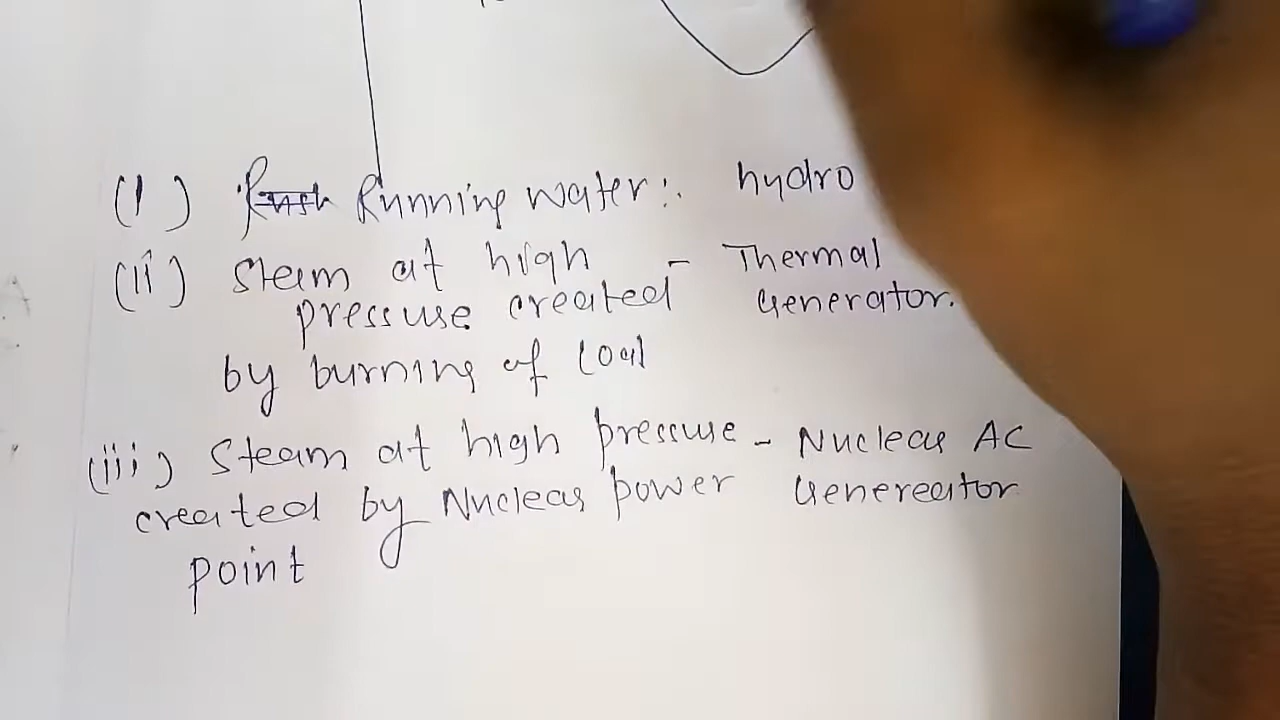 (i) Running water:. hydro
(ii) Steam at high - Thermal
pressure created Generator.
by burning of coal
(iii) Steam at high pressure - Nuclear AC
created by Nuclear power Genereator
point